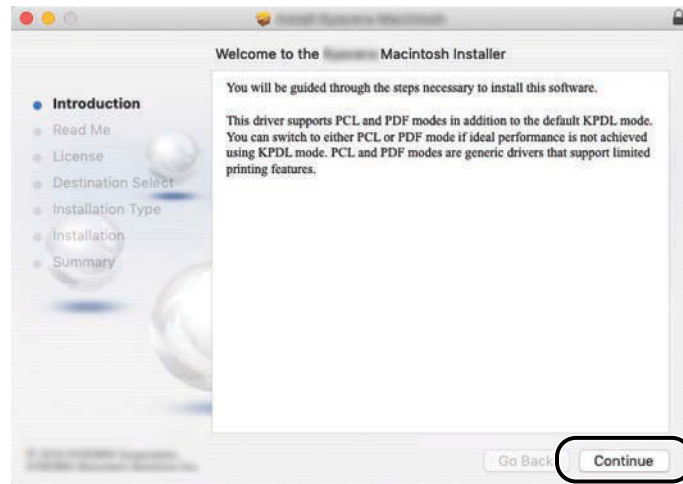 Welcome to the Macintosh Installer
Introduction
Read Me
License
Destination Select
Installation Type
Installation
Summary
You will be guided through the steps necessary to install this software.
This driver supports PCL and PDF modes in addition to the default KPDL mode.
You can switch to either PCL or PDF mode if ideal performance is not achieved
using KPDL mode. PCL and PDF modes are generic drivers that support limited
printing features.
Go Back
Continue